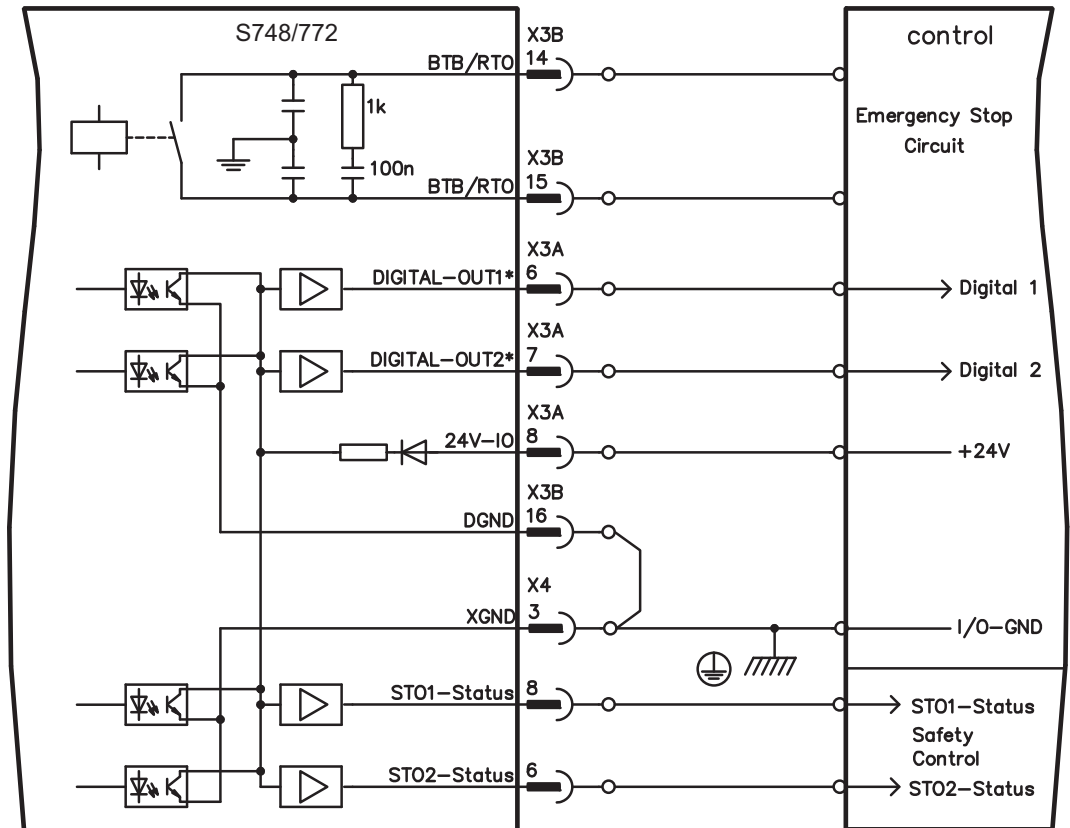 S748/772
control
X3B
BTB/RTO 14
1k
Emergency Stop
Circuit
100n
X3B
BTB/RTO 15
X3A
DIGITAL-OUT1* 6
Digital 1
X3A
DIGITAL-OUT2* 7
Digital 2
X3A
24V-IO 8
+24V
X3B
DGND 16
X4
XGND 3
I/O-GND
STO1-Status 8
STO1-Status
Safety
Control
STO2-Status 6
STO2-Status